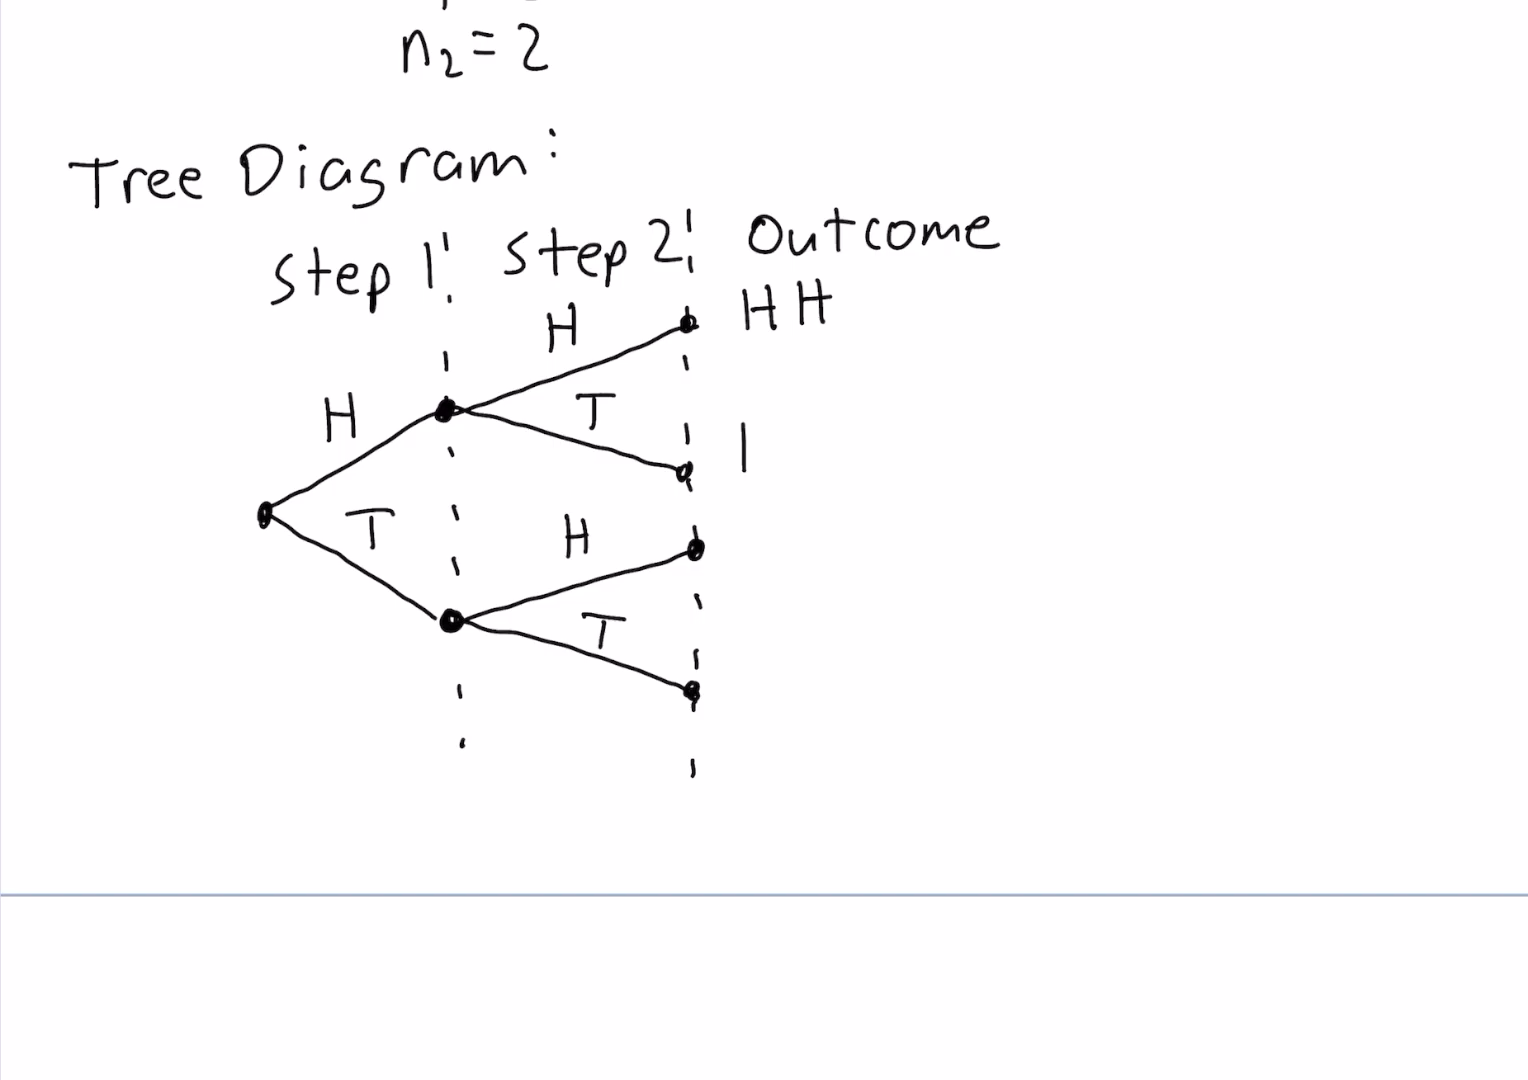 n₂ = 2
Tree Diagram:
Step 1 Step 2 Outcome
H HH
H T
T H
T